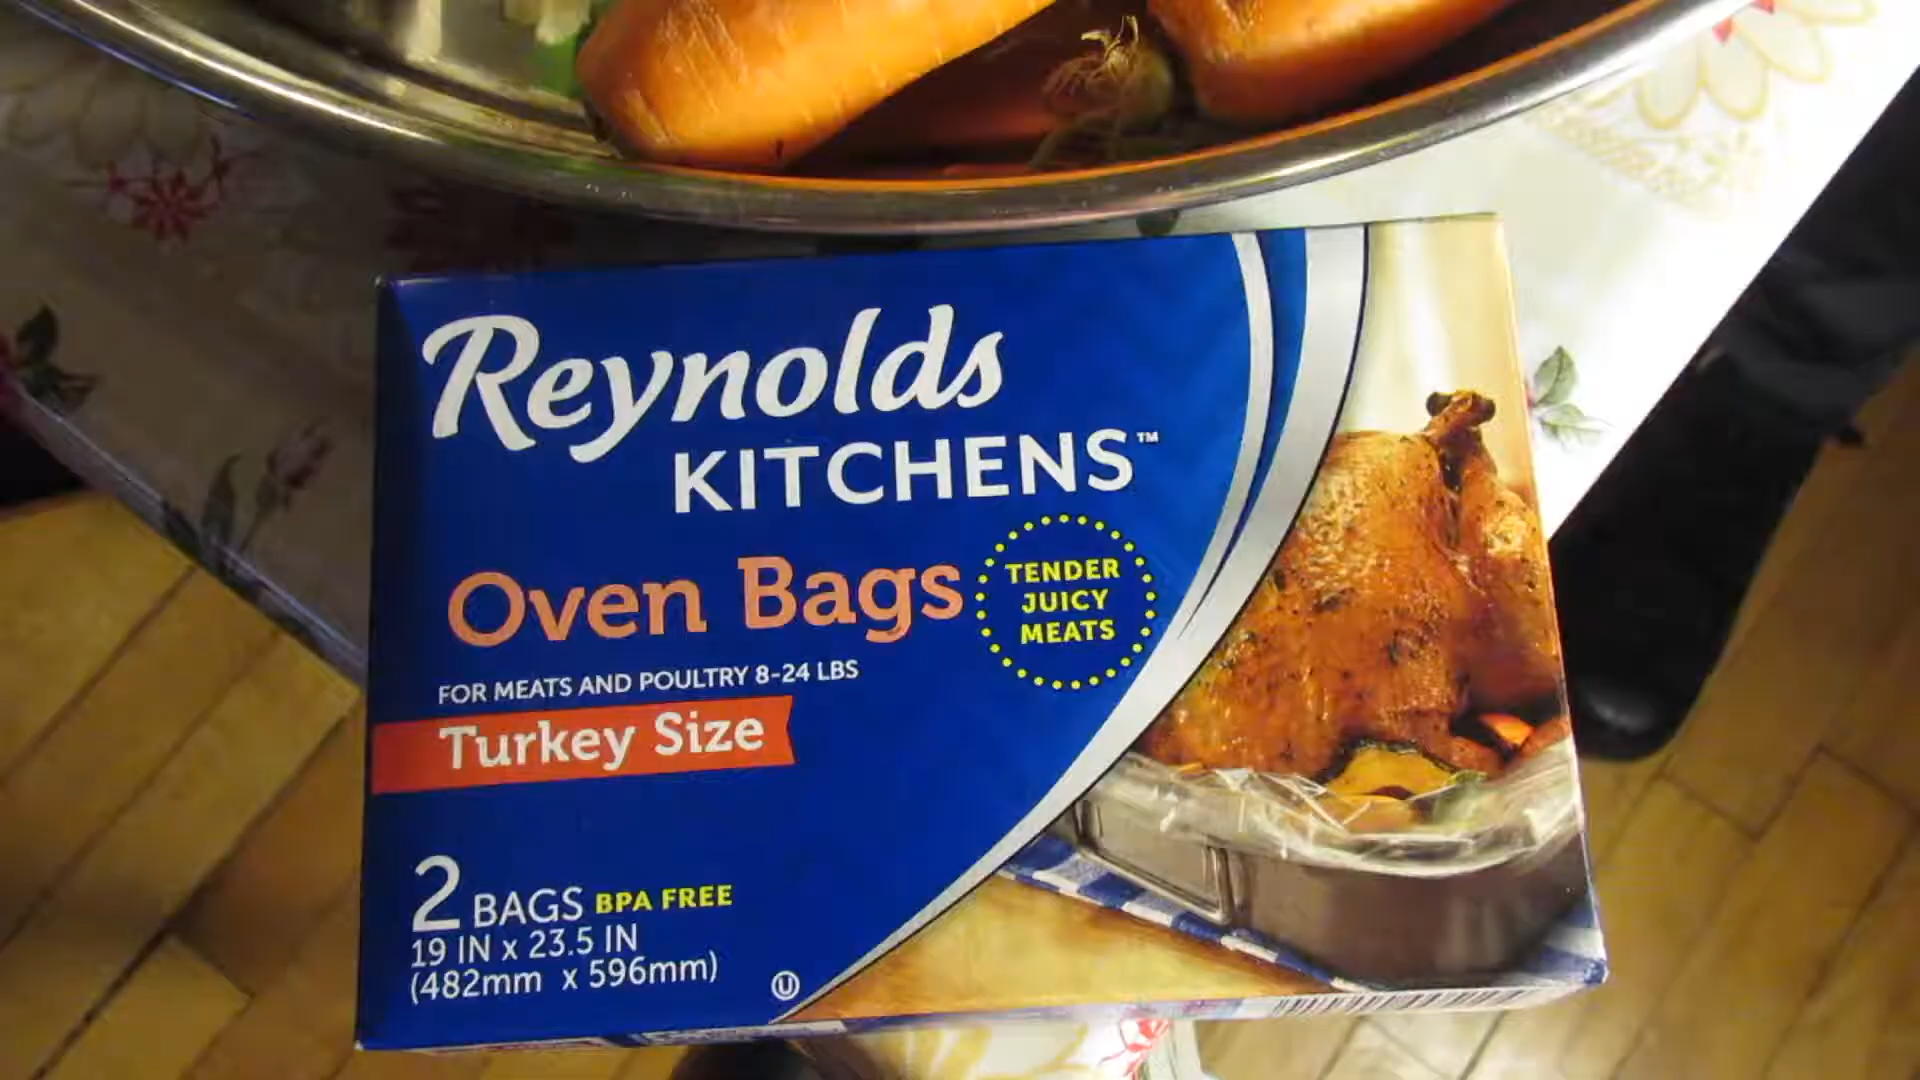 Reynolds
KITCHENS™
Oven Bags
TENDER
JUICY
MEATS
FOR MEATS AND POULTRY 8-24 LBS
Turkey Size
2 BAGS BPA FREE
19 IN x 23.5 IN
(482mm x 596mm)
U